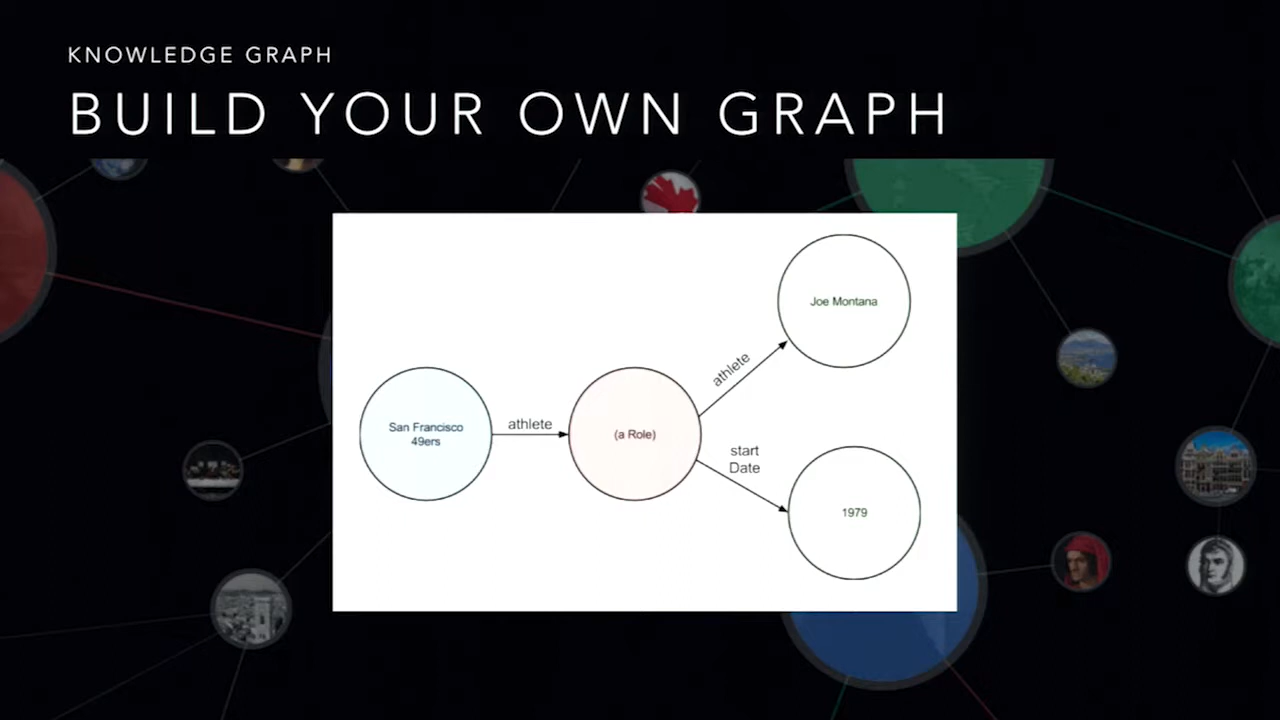 KNOWLEDGE GRAPH
BUILD YOUR OWN GRAPH
Joe Montana
athlete
San Francisco
49ers
athlete
(a Role)
start
Date
1979